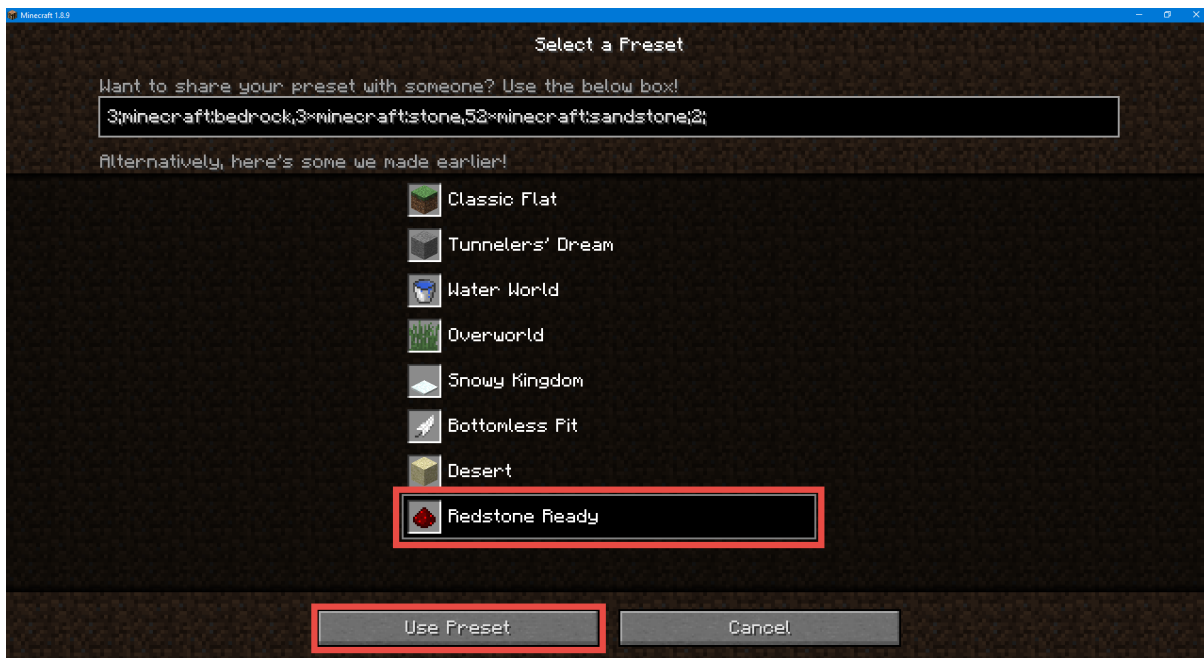 Minecraft 1.8.9
Select a Preset
Want to share your preset with someone? Use the below box!
3;minecraft:bedrock,3*minecraft:stone,52*minecraft:sandstone;2;
Alternatively, here's some we made earlier!
Classic Flat
Tunnelers' Dream
Water World
Overworld
Snowy Kingdom
Bottomless Pit
Desert
Redstone Ready
Use Preset
Cancel